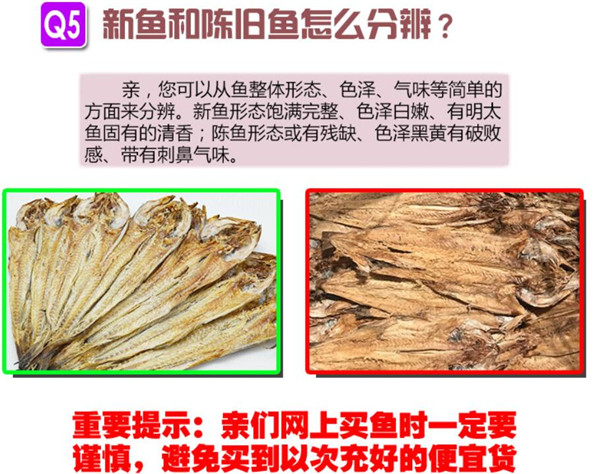 Q5 新鱼和陈旧鱼怎么分辨？
亲，您可以从鱼整体形态、色泽、气味等简单的
方面来分辨。新鱼形态饱满完整、色泽白嫩、有明太
鱼固有的清香；陈鱼形态或有残缺、色泽黑黄有破败
感、带有刺鼻气味。
重要提示：亲们网上买鱼时一定要
谨慎，避免买到以次充好的便宜货